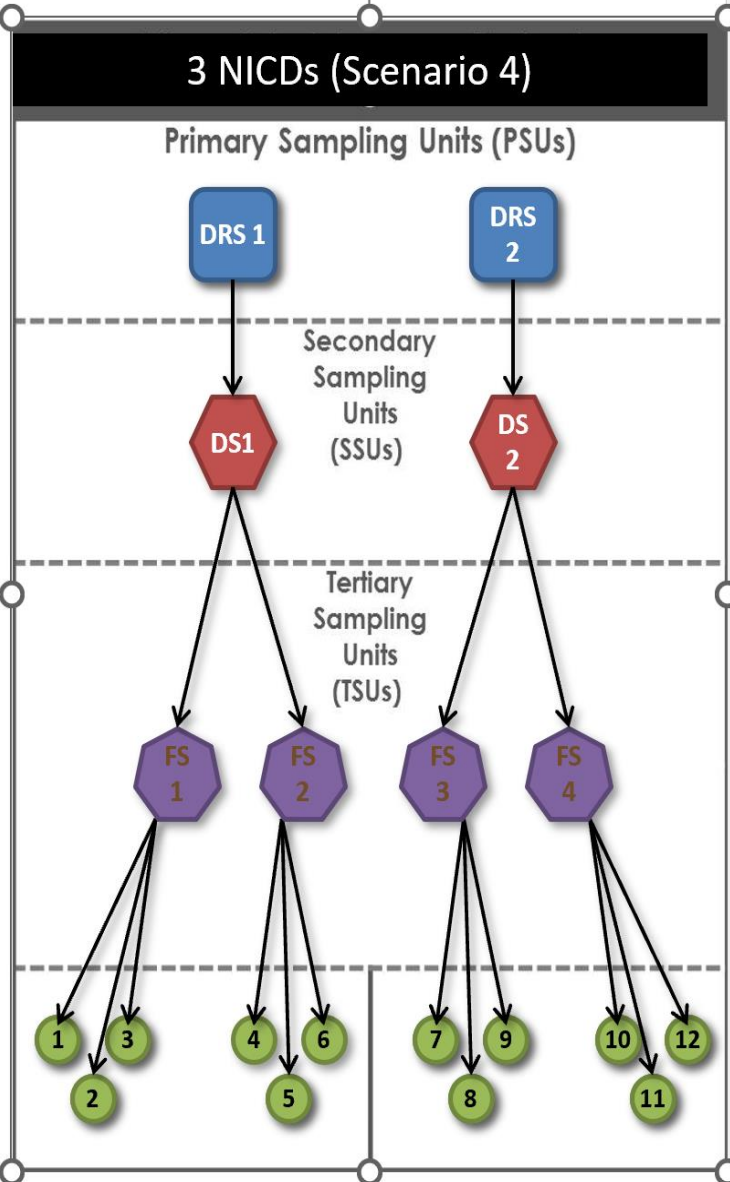 3 NICDs (Scenario 4)
Primary Sampling Units (PSUs)
DRS 1
DRS
2
Secondary
Sampling
Units
(SSUs)
DS1
DS
2
Tertiary
Sampling
Units
(TSUs)
FS
1
FS
2
FS
3
FS
4
1
3
4
6
7
9
10
12
2
5
8
11